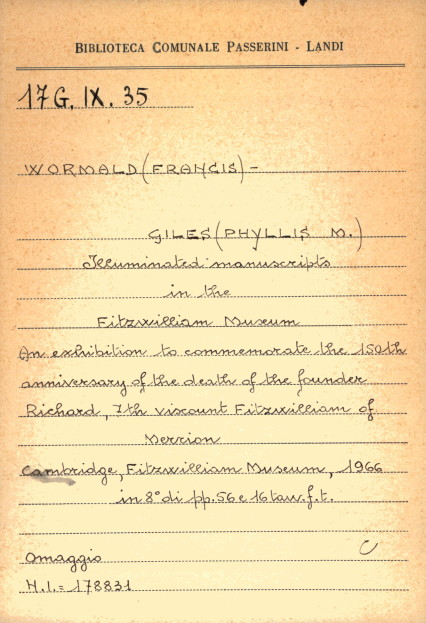 BIBLIOTECA COMUNALE PASSERINI - LANDI
17G. IX. 35
WORMALD (FRANCIS) -
GILES (PHYLLIS M.)
Illuminated manuscripts
in the
Fitzwilliam Museum
An exhibition to commemorate the 150th
anniversary of the death of the founder
Richard, 7th viscount Fitzwilliam of
Merrion
Cambridge, Fitzwilliam Museum, 1966
in 8° di pp. 56 e 16 tav. f. t.
Omaggio C
N.I.= 178831